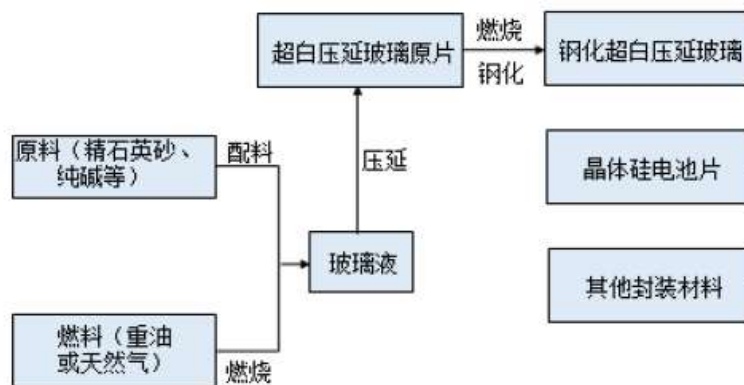 超白压延玻璃原片
燃烧
钢化
钢化超白压延玻璃
原料（精石英砂、
纯碱等）
配料
压延
晶体硅电池片
玻璃液
其他封装材料
燃料（重油
或天然气）
燃烧